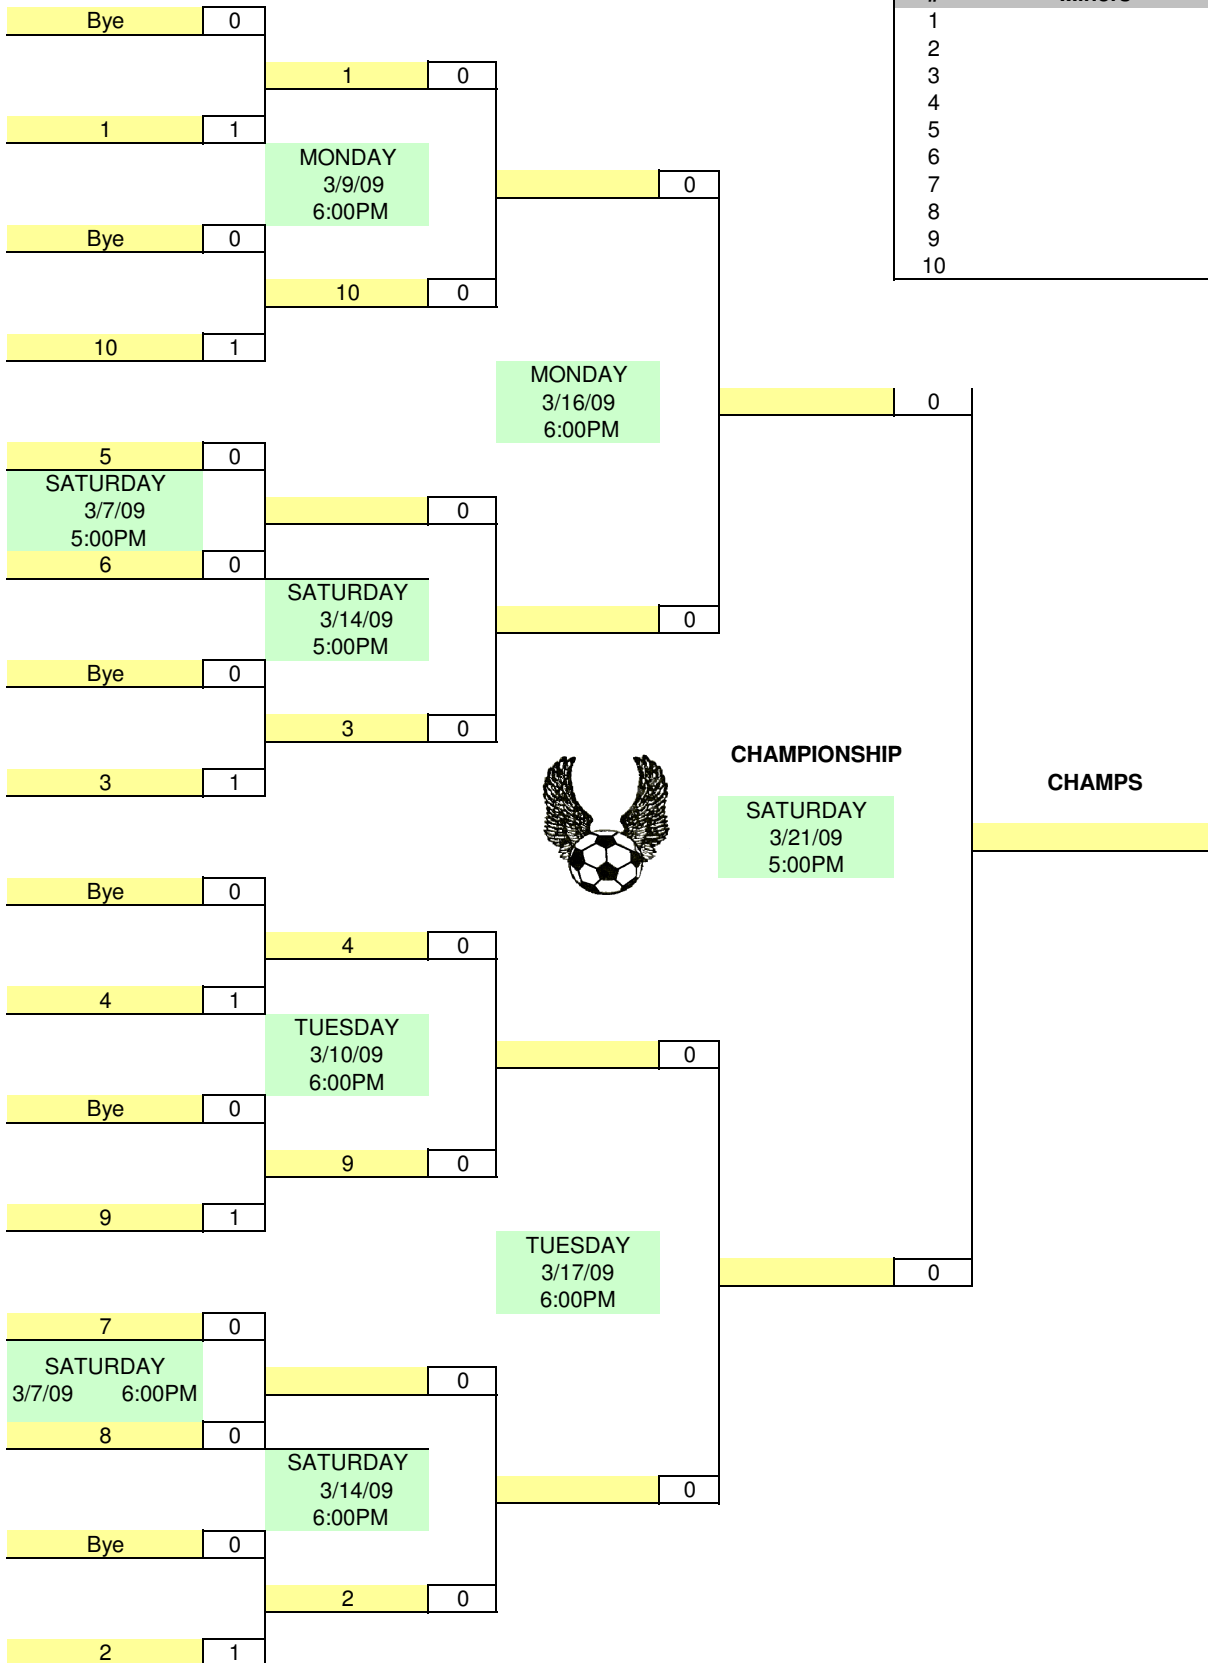 # Miners
Bye 0
1
2
1 0
3
4
1 1
5
MONDAY
6
3/9/09
0
7
6:00PM
8
Bye 0
9
10
10 0
10 1
MONDAY
3/16/09
0
6:00PM
5 0
SATURDAY
3/7/09
0
5:00PM
6 0
SATURDAY
3/14/09
0
5:00PM
Bye 0
3 0
CHAMPIONSHIP
3 1
CHAMPS
SATURDAY
3/21/09
5:00PM
Bye 0
4 0
4 1
TUESDAY
3/10/09
0
6:00PM
Bye 0
9 0
9 1
TUESDAY
3/17/09
0
6:00PM
7 0
SATURDAY
0
3/7/09 6:00PM
8 0
SATURDAY
3/14/09
0
6:00PM
Bye 0
2 0
2 1